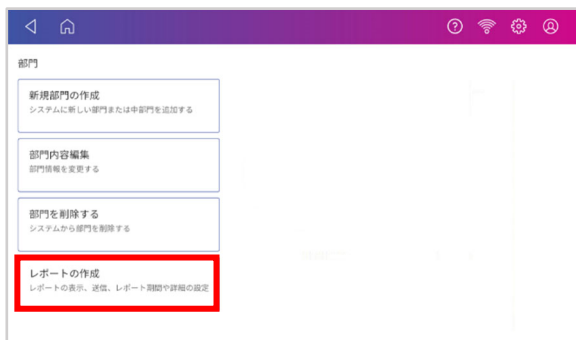 部門
新規部門の作成
システムに新しい部門または中部門を追加する
部門内容編集
部門情報を変更する
部門を削除する
システムから部門を削除する
レポートの作成
レポートの表示、送信、レポート期間や詳細の設定